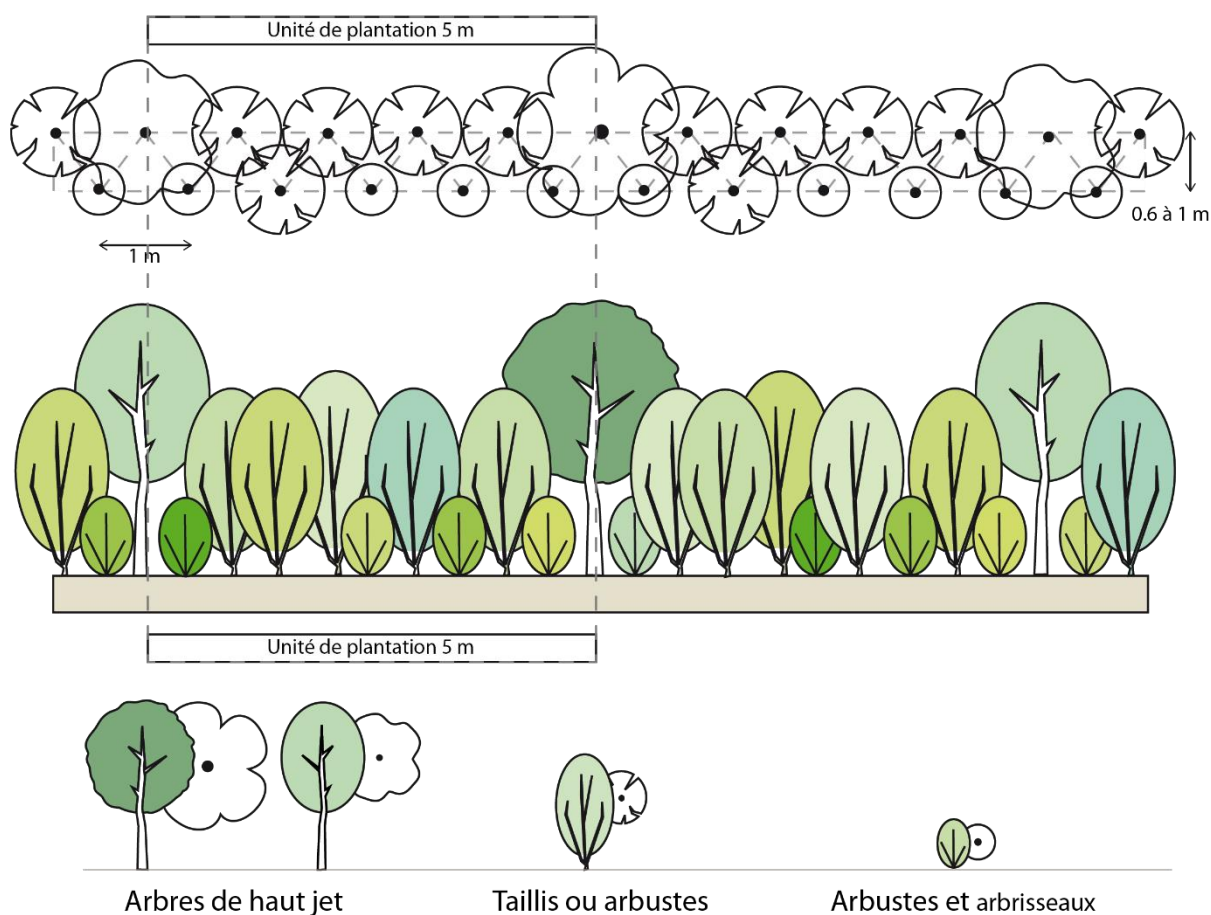 Unité de plantation 5 m
0.6 à 1 m
1 m
Unité de plantation 5 m
Arbres de haut jet
Taillis ou arbustes
Arbustes et arbrisseaux